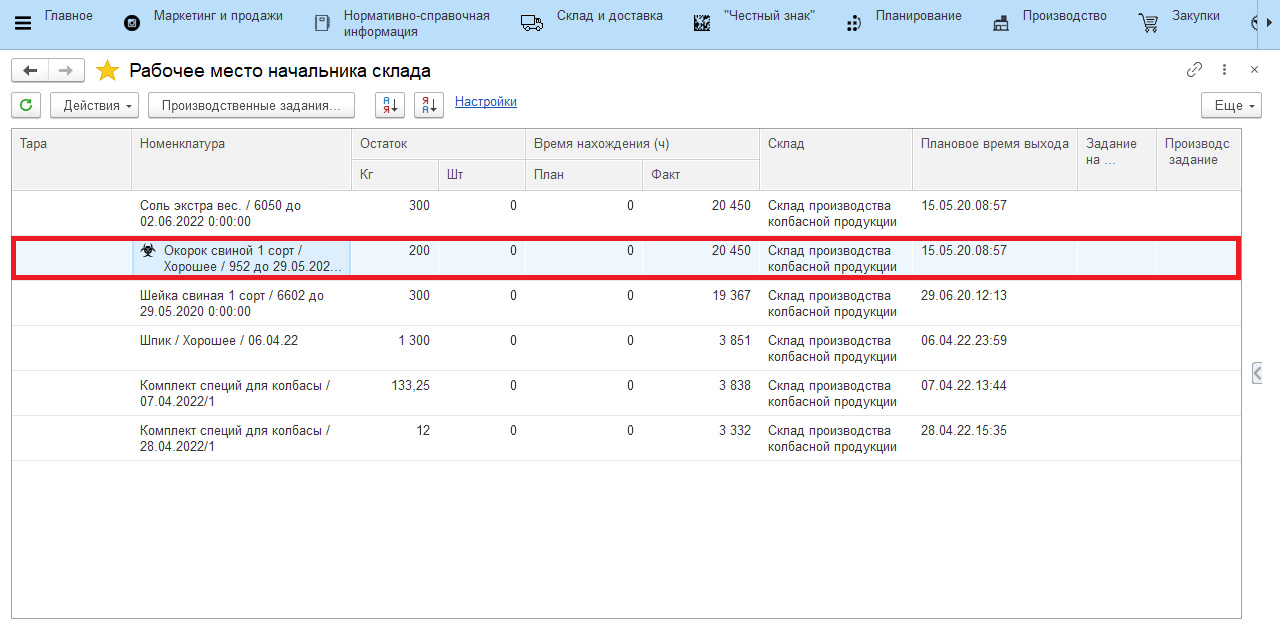 Главное
Маркетинг и продажи
Нормативно-справочная
информация
Склад и доставка
"Честный знак"
Планирование
Производство
Закупки
Рабочее место начальника склада
Действия
Производственные задания...
Настройки
Еще
Тара
Номенклатура
Остаток
Время нахождения (ч)
Склад
Плановое время выхода
Задание
на ...
Производс
задание
Кг
Шт
План
Факт
Соль экстра вес. / 6050 до
02.06.2022 0:00:00
300
0
0
20 450
Склад производства
колбасной продукции
15.05.20.08:57
Окорок свиной 1 сорт /
Хорошее / 952 до 29.05.202...
200
0
0
20 450
Склад производства
колбасной продукции
15.05.20.08:57
Шейка свиная 1 сорт / 6602 до
29.05.2020 0:00:00
300
0
0
19 367
Склад производства
колбасной продукции
29.06.20.12:13
Шпик / Хорошее / 06.04.22
1 300
0
0
3 851
Склад производства
колбасной продукции
06.04.22.23:59
Комплект специй для колбасы /
07.04.2022/1
133,25
0
0
3 838
Склад производства
колбасной продукции
07.04.22.13:44
Комплект специй для колбасы /
28.04.2022/1
12
0
0
3 332
Склад производства
колбасной продукции
28.04.22.15:35